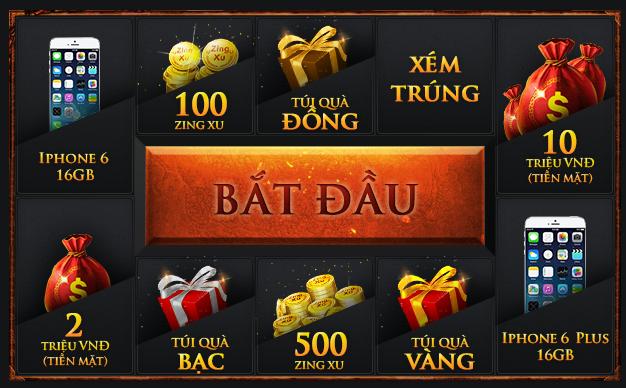 Zing
Xu
Zing
Xu
100
ZING XU
TÚI QUÀ
ĐỒNG
XÉM
TRÚNG
$
10
TRIỆU VNĐ
(TIỀN MẶT)
IPHONE 6
16GB
BẮT ĐẦU
$
2
TRIỆU VNĐ
(TIỀN MẶT)
TÚI QUÀ
BẠC
500
ZING XU
TÚI QUÀ
VÀNG
IPHONE 6 PLUS
16GB